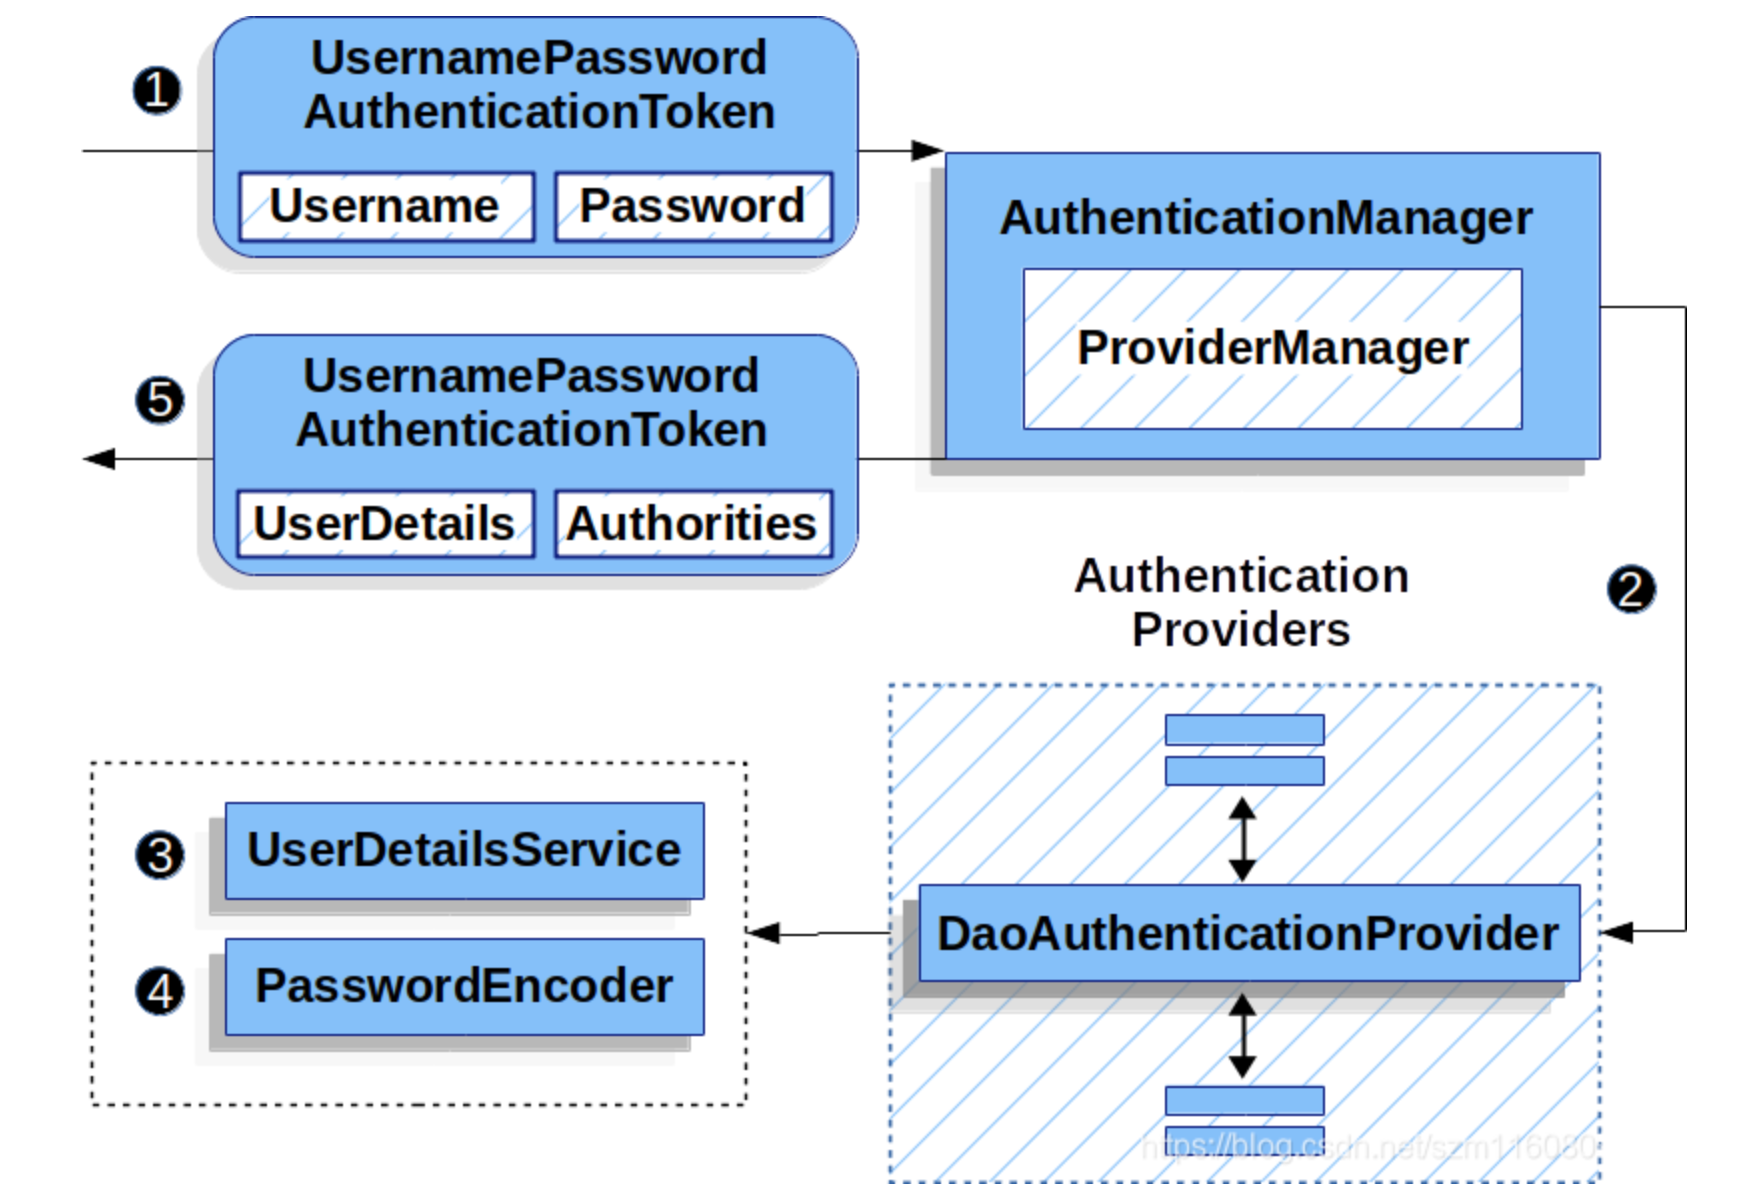 1
UsernamePassword
AuthenticationToken
Username
Password
AuthenticationManager
ProviderManager
5
UsernamePassword
AuthenticationToken
UserDetails
Authorities
Authentication
Providers
2
3
UserDetailsService
DaoAuthenticationProvider
4
PasswordEncoder
https://blog.csdn.net/szm116080